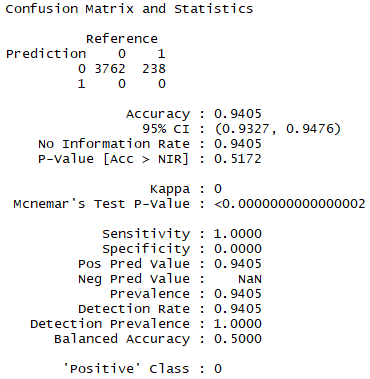 Confusion Matrix and Statistics
Reference
Prediction 0 1
0 3762 238
1 0 0
Accuracy : 0.9405
95% CI : (0.9327, 0.9476)
No Information Rate : 0.9405
P-Value [Acc > NIR] : 0.5172
Kappa : 0
Mcnemar's Test P-Value : <0.0000000000000002
Sensitivity : 1.0000
Specificity : 0.0000
Pos Pred Value : 0.9405
Neg Pred Value : NaN
Prevalence : 0.9405
Detection Rate : 0.9405
Detection Prevalence : 1.0000
Balanced Accuracy : 0.5000
'Positive' Class : 0